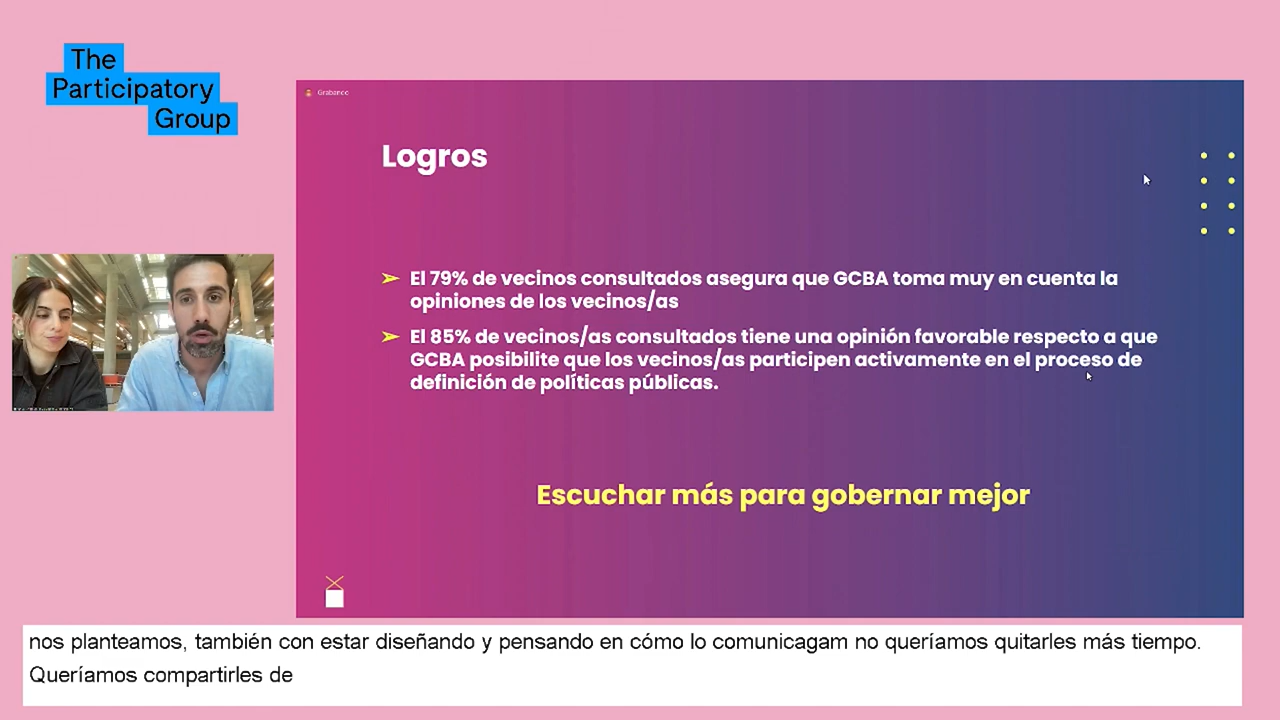 The
Participatory
Group
Grabando
Logros
➢ El 79% de vecinos consultados asegura que GCBA toma muy en cuenta la
opiniones de los vecinos/as
➢ El 85% de vecinos/as consultados tiene una opinión favorable respecto a que
GCBA posibilite que los vecinos/as participen activamente en el proceso de
definición de políticas públicas.
Escuchar más para gobernar mejor
nos planteamos, también con estar diseñando y pensando en cómo lo comunicagam no queríamos quitarles más tiempo.
Queríamos compartirles de